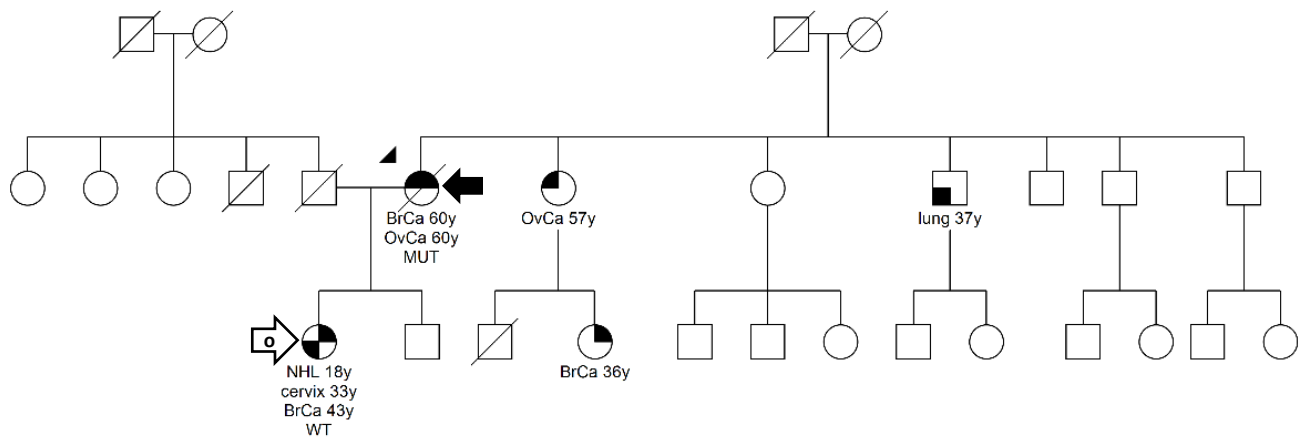 BrCa 60y
OvCa 60y
MUT
OvCa 57y
lung 37y
o
NHL 18y
cervix 33y
BrCa 43y
WT
BrCa 36y